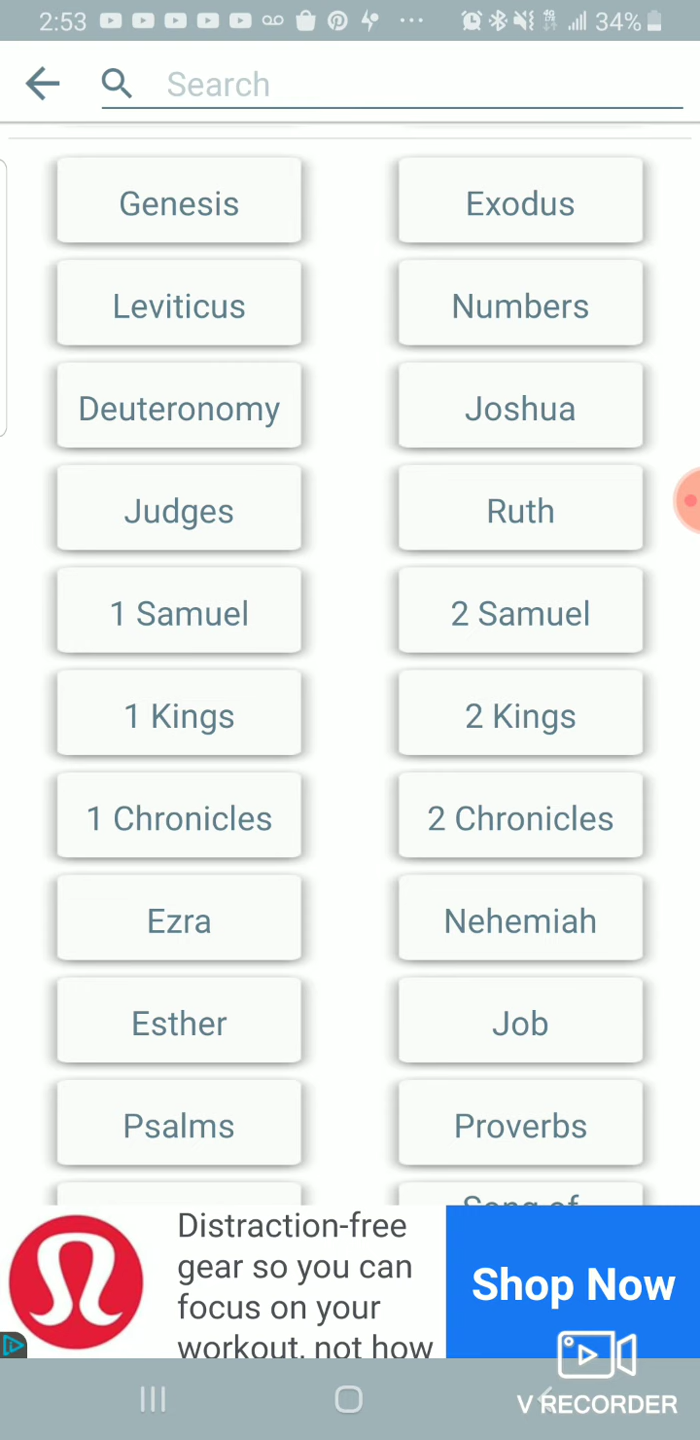 2:53 34%
Search
Genesis Exodus
Leviticus Numbers
Deuteronomy Joshua
Judges Ruth
1 Samuel 2 Samuel
1 Kings 2 Kings
1 Chronicles 2 Chronicles
Ezra Nehemiah
Esther Job
Psalms Proverbs
Song of
Distraction-free
gear so you can
focus on your
workout, not how
Shop Now
V RECORDER